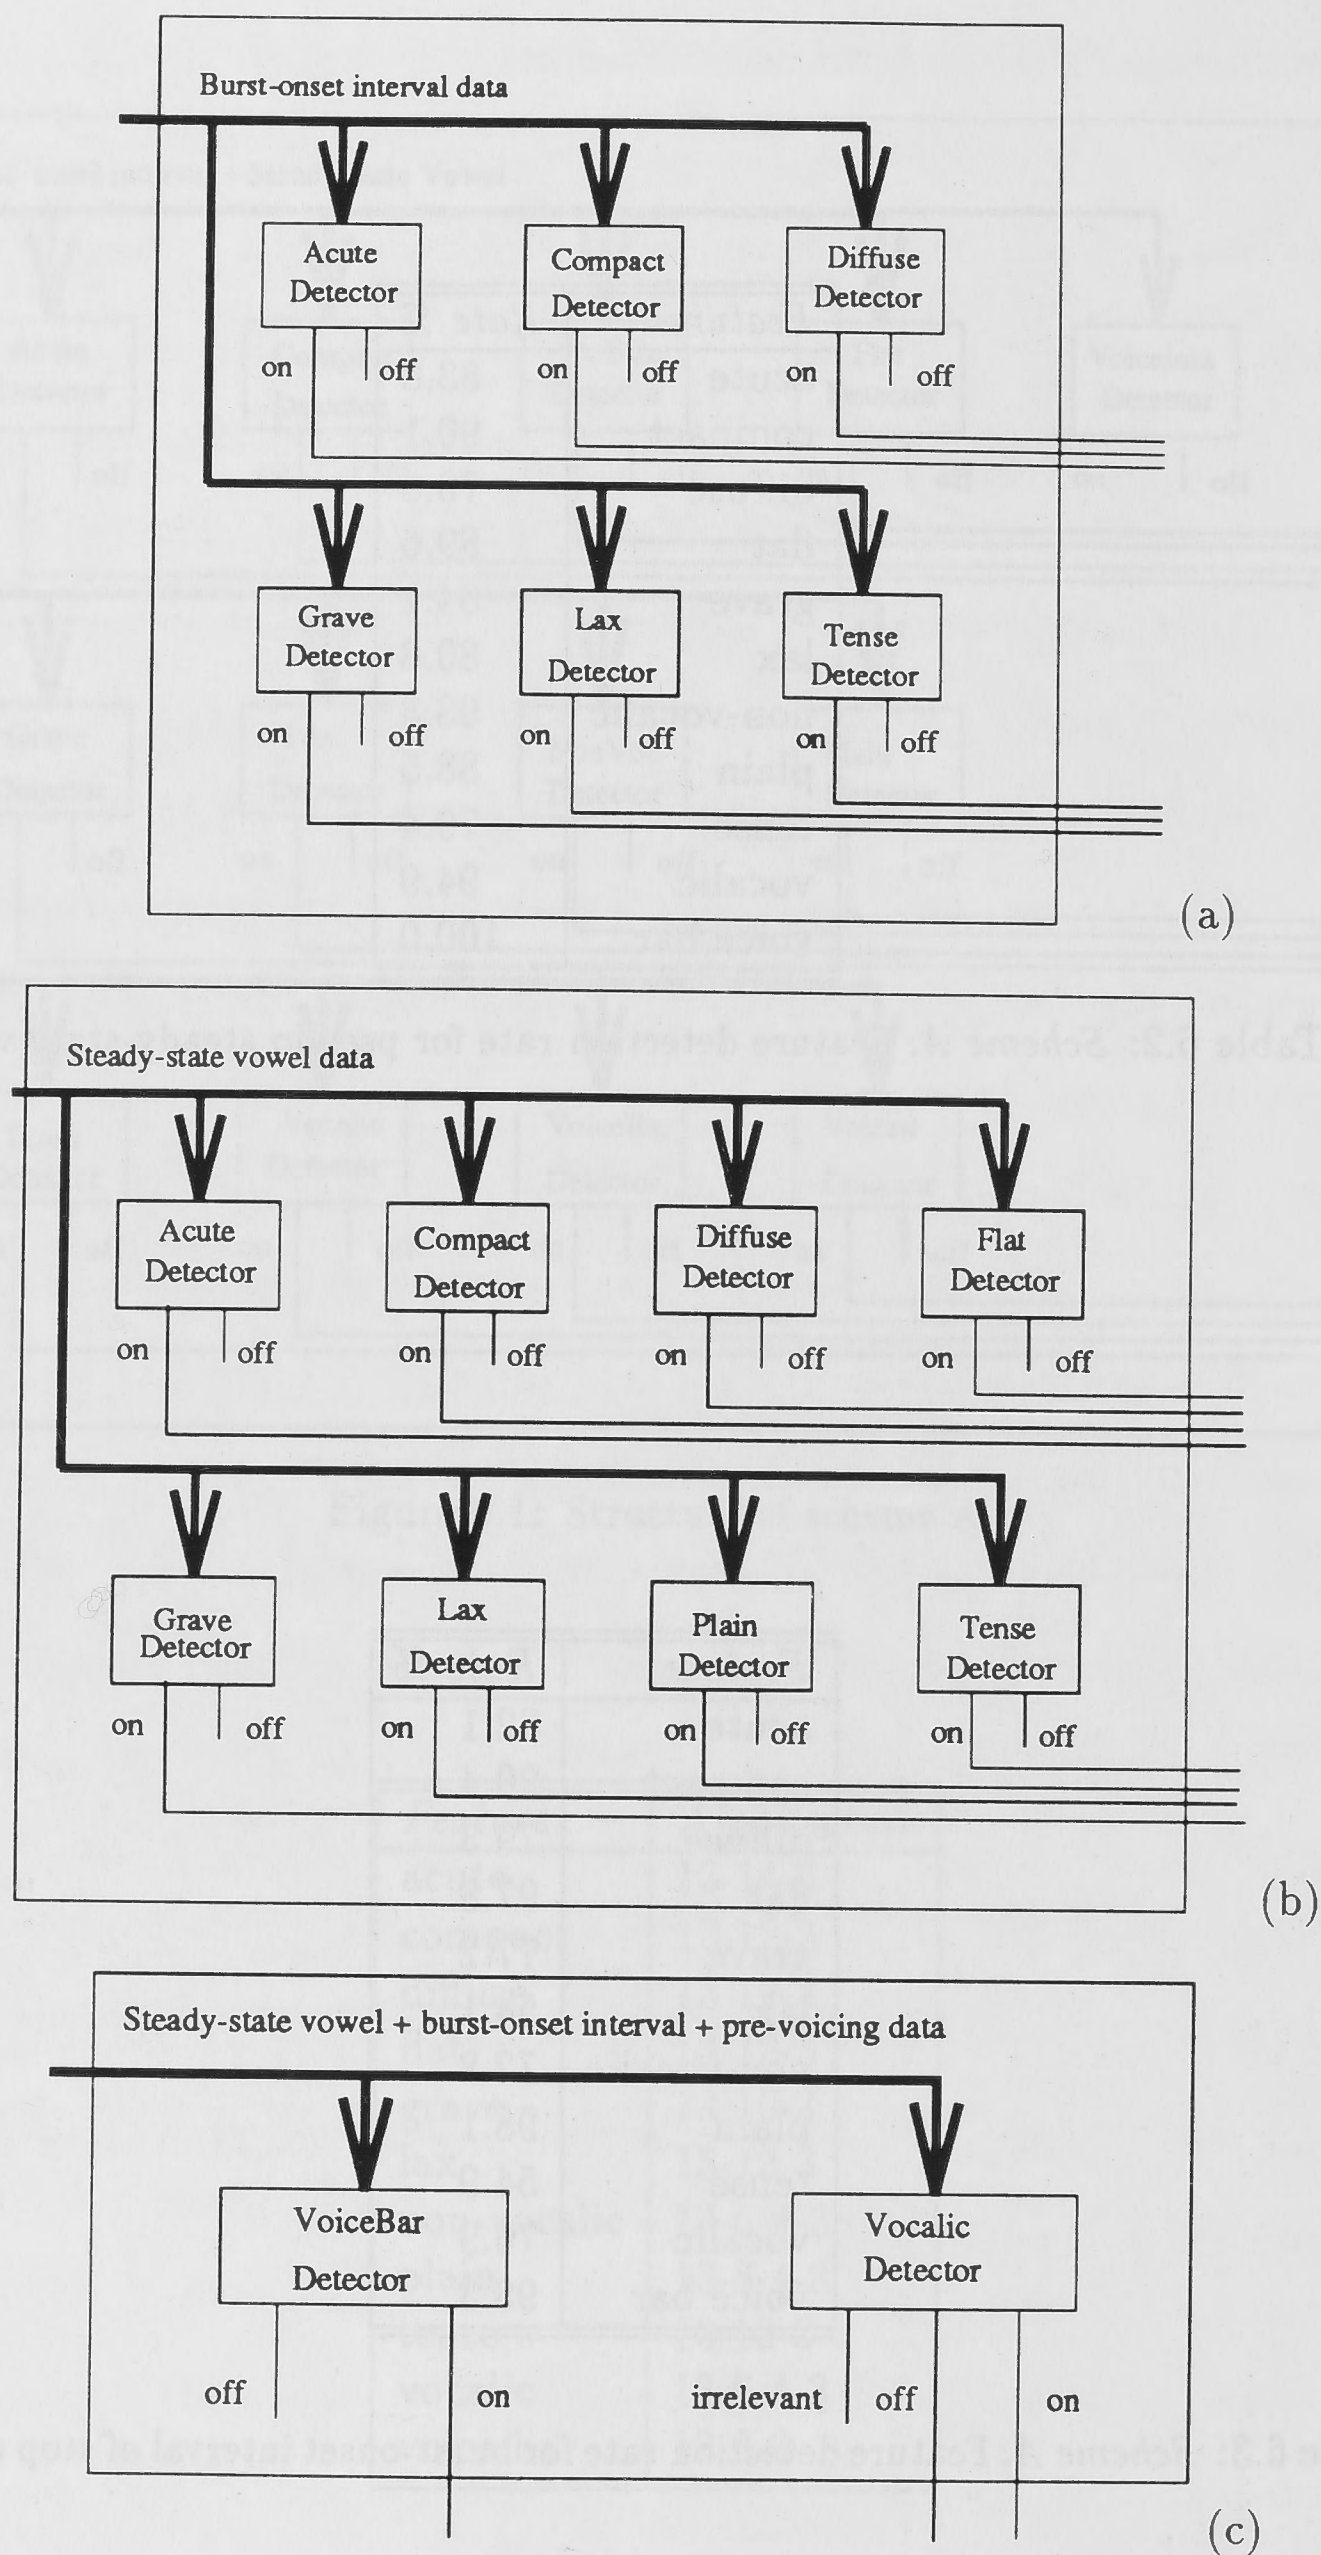 Burst-onset interval data
Acute
Detector
Compact
Detector
Diffuse
Detector
on off
on off
on off
Grave
Detector
Lax
Detector
Tense
Detector
on off
on off
on off
(a)
Steady-state vowel data
Acute
Detector
Compact
Detector
Diffuse
Detector
Flat
Detector
on off
on off
on off
on off
Grave
Detector
Lax
Detector
Plain
Detector
Tense
Detector
on off
on off
on off
on off
(b)
Steady-state vowel + burst-onset interval + pre-voicing data
VoiceBar
Detector
Vocalic
Detector
off on
irrelevant off on
(c)